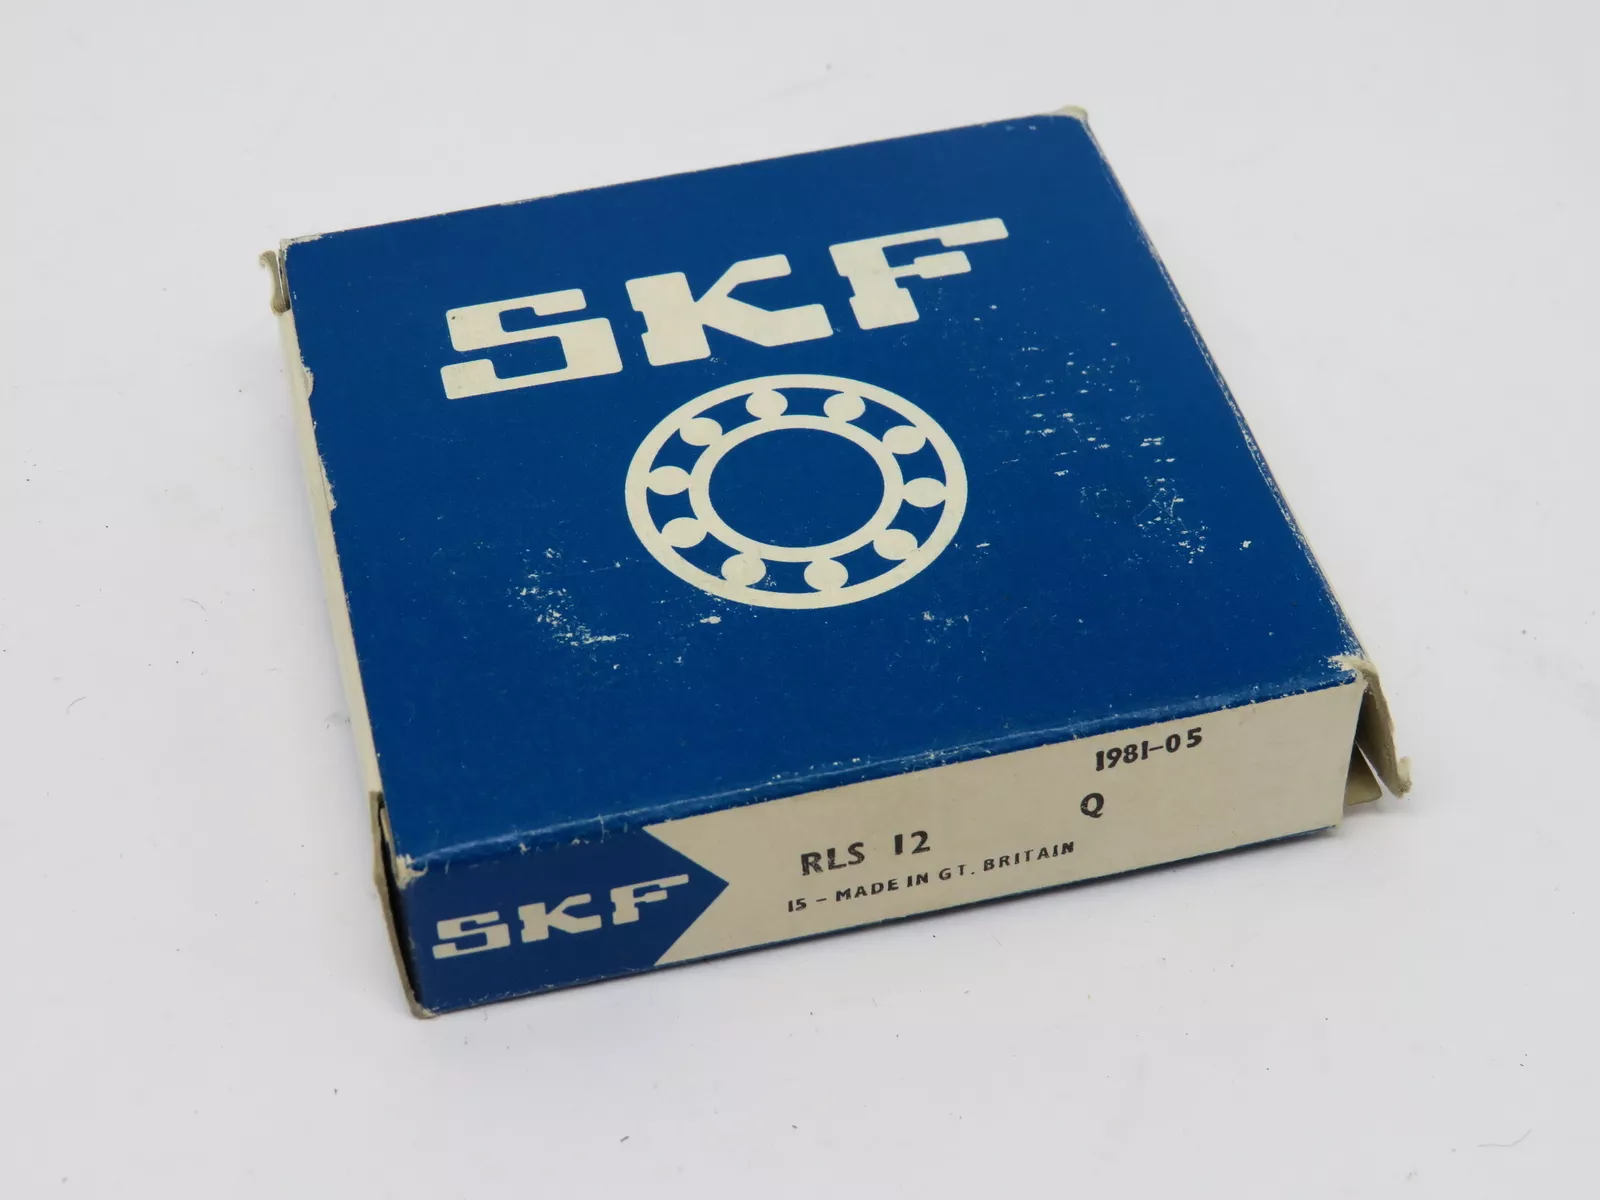 SKF
1981-05
Q
RLS 12
15 - MADE IN GT. BRITAIN
SKF